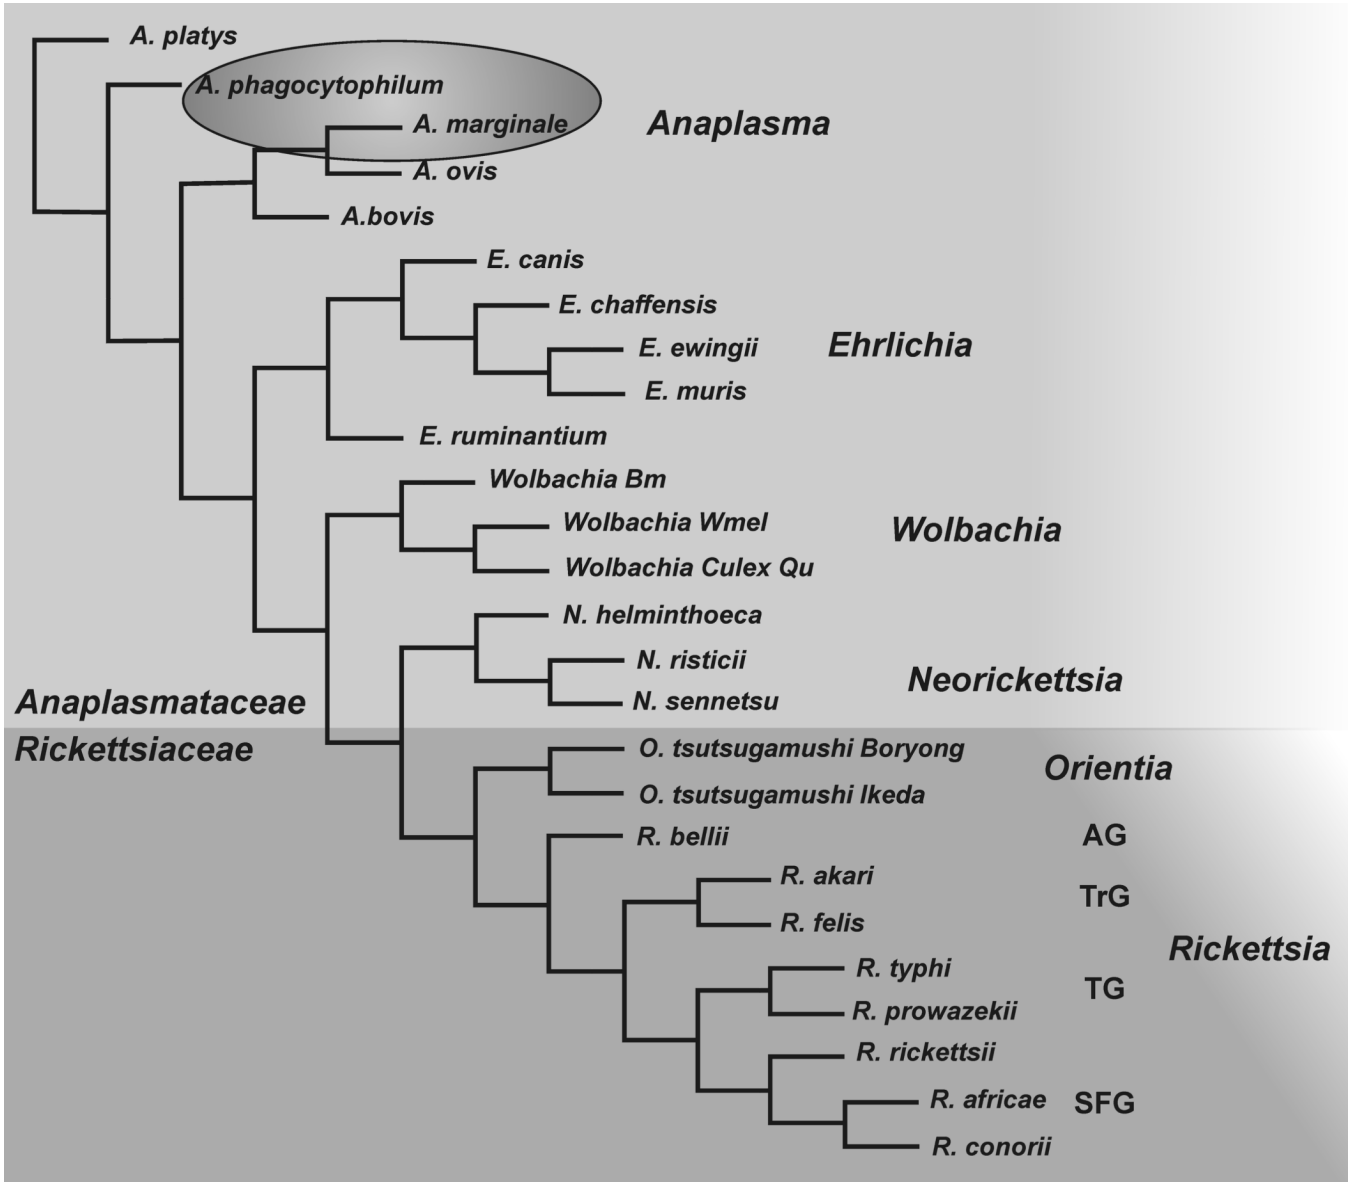 A. platys
A. phagocytophilum
A. marginale
Anaplasma
A. ovis
A.bovis
E. canis
E. chaffensis
E. ewingii
Ehrlichia
E. muris
E. ruminantium
Wolbachia Bm
Wolbachia Wmel
Wolbachia
Wolbachia Culex Qu
N. helminthoeca
N. risticii
Neorickettsia
N. sennetsu
Anaplasmataceae
Rickettsiaceae
O. tsutsugamushi Boryong
Orientia
O. tsutsugamushi Ikeda
R. bellii
AG
R. akari
TrG
R. felis
Rickettsia
R. typhi
TG
R. prowazekii
R. rickettsii
R. africae
SFG
R. conorii